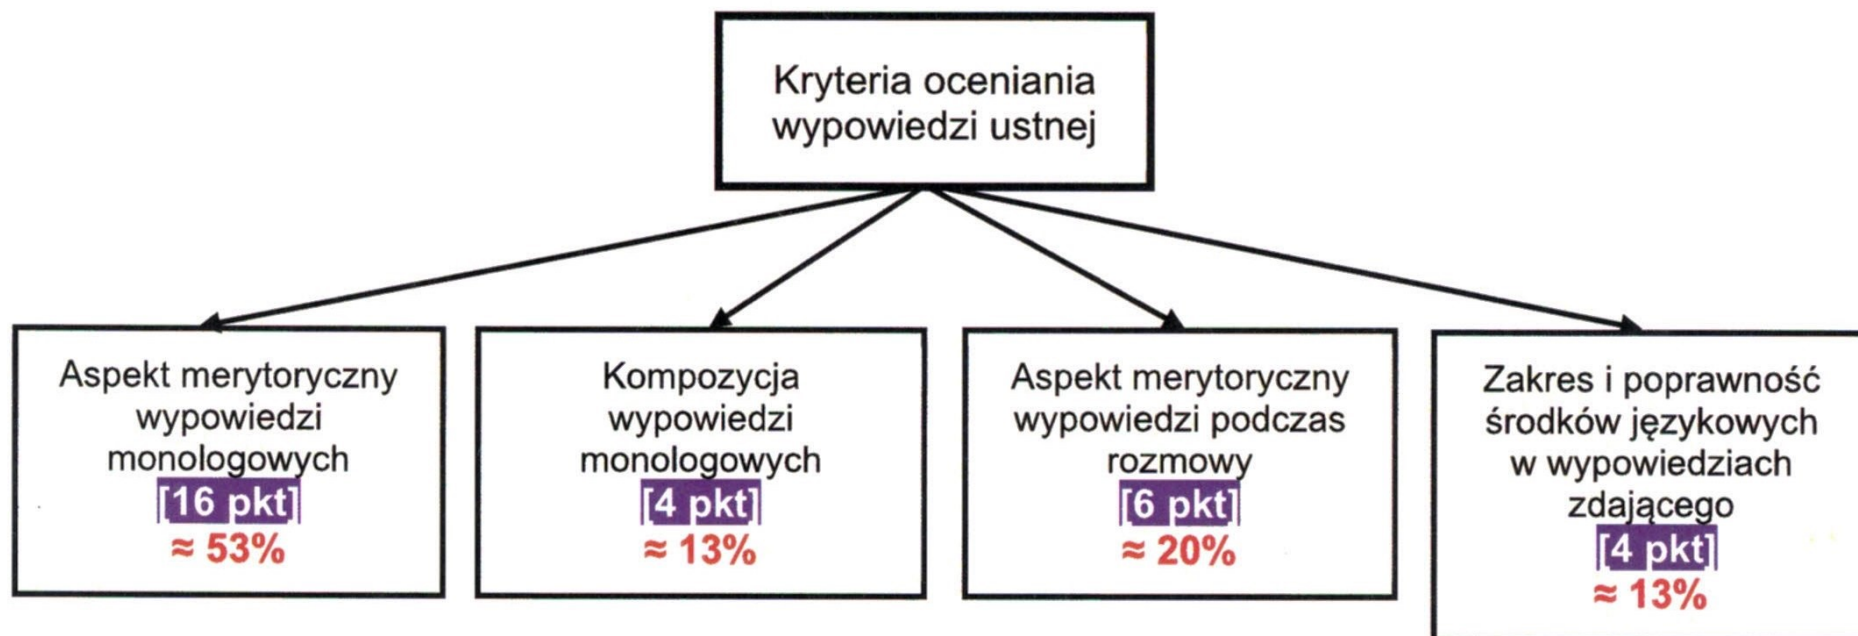 Kryteria oceniania
wypowiedzi ustnej
Aspekt merytoryczny
wypowiedzi
monologowych
[16 pkt]
≈ 53%
Kompozycja
wypowiedzi
monologowych
[4 pkt]
≈ 13%
Aspekt merytoryczny
wypowiedzi podczas
rozmowy
[6 pkt]
≈ 20%
Zakres i poprawność
środków językowych
w wypowiedziach
zdającego
[4 pkt]
≈ 13%